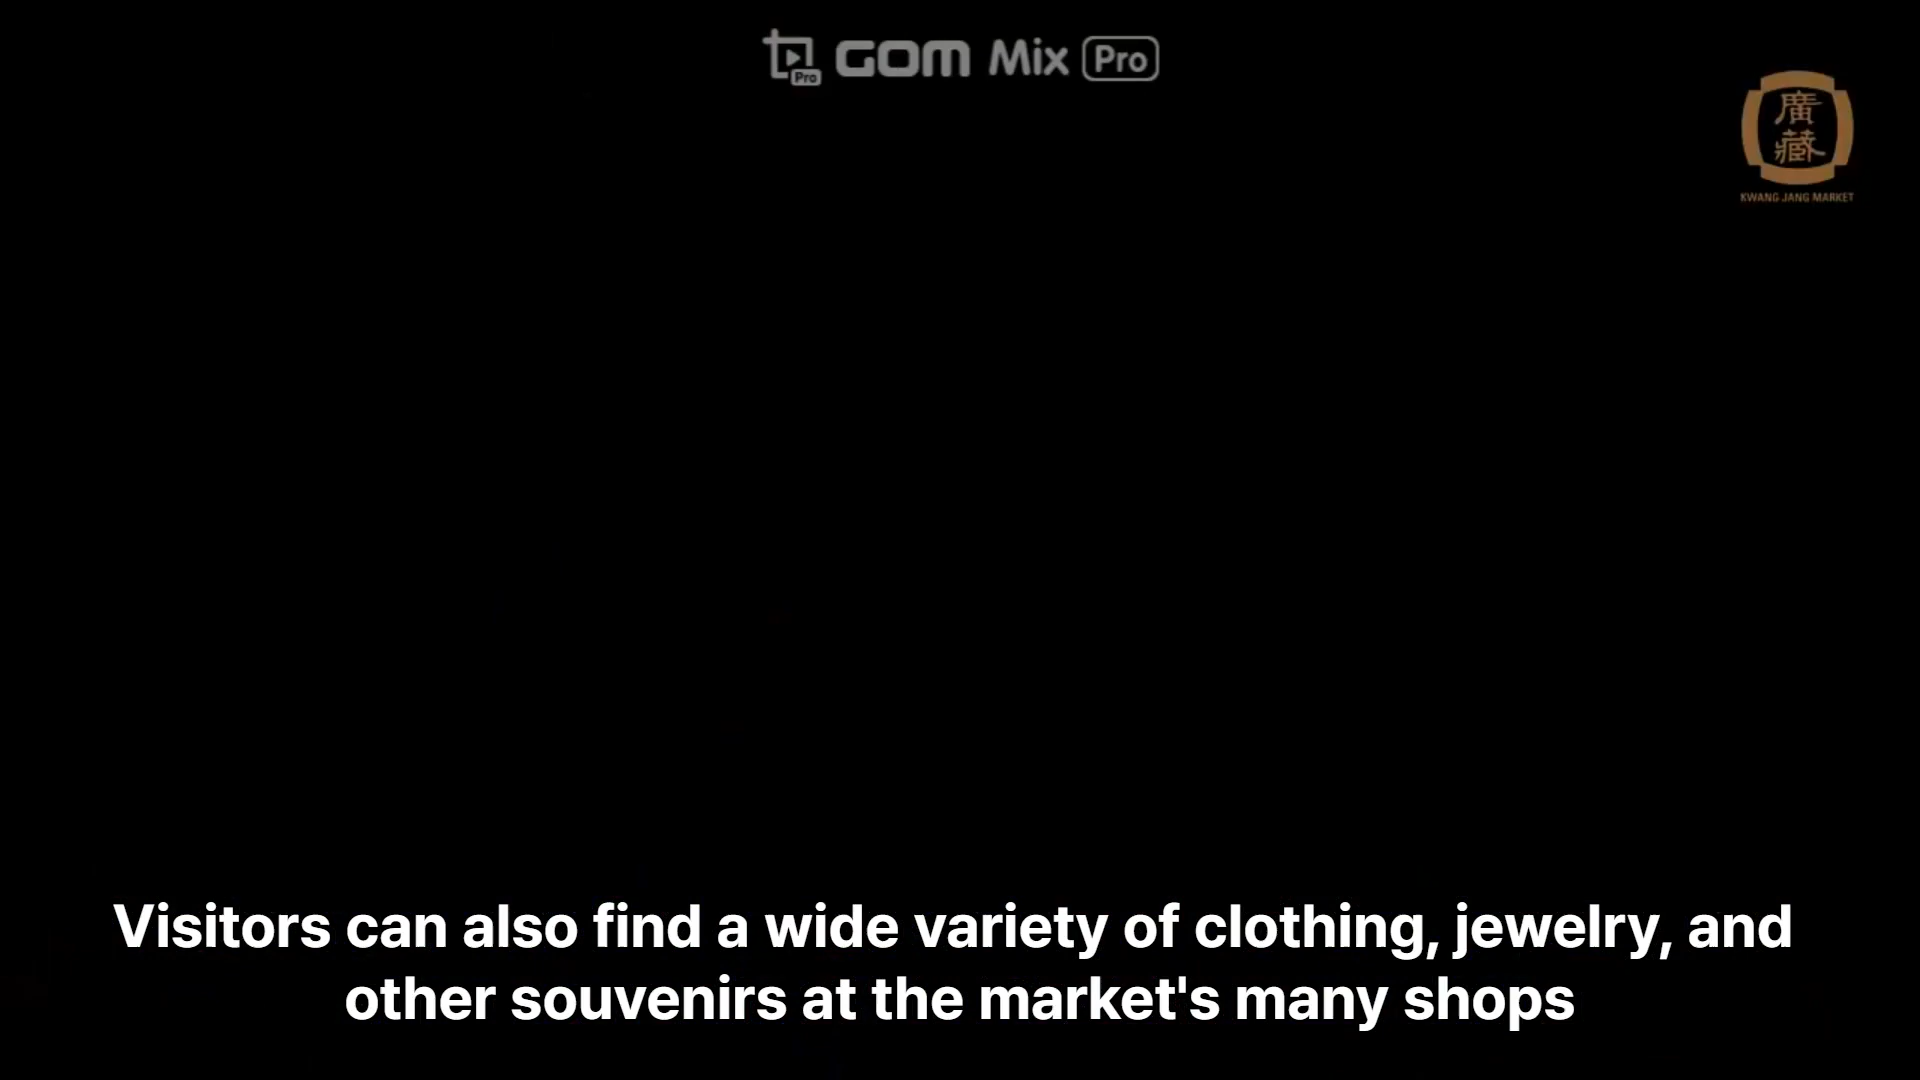 Pro GOM Mix Pro
廣
藏
KWANG JANG MARKET
Visitors can also find a wide variety of clothing, jewelry, and
other souvenirs at the market's many shops